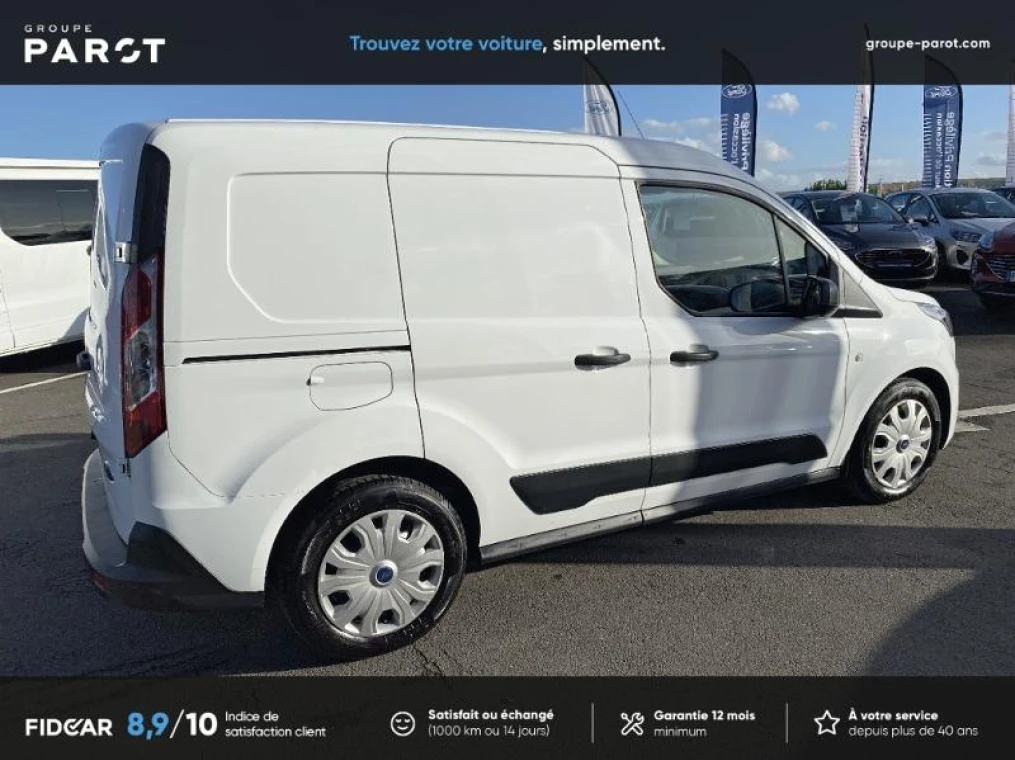 GROUPE
PAROT
Trouvez votre voiture, simplement.
groupe-parot.com
Ford
FIDCAR 8,9/10 Indice de
satisfaction client
Satisfait ou échangé
(1000 km ou 14 jours)
Garantie 12 mois
minimum
À votre service
depuis plus de 40 ans